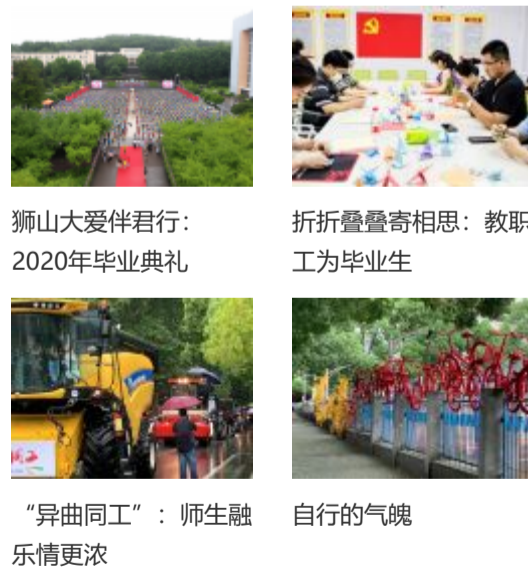 狮山大爱伴君行：
2020年毕业典礼
折折叠叠寄相思：教职
工为毕业生
“异曲同工”：师生融
乐情更浓
自行的气魄